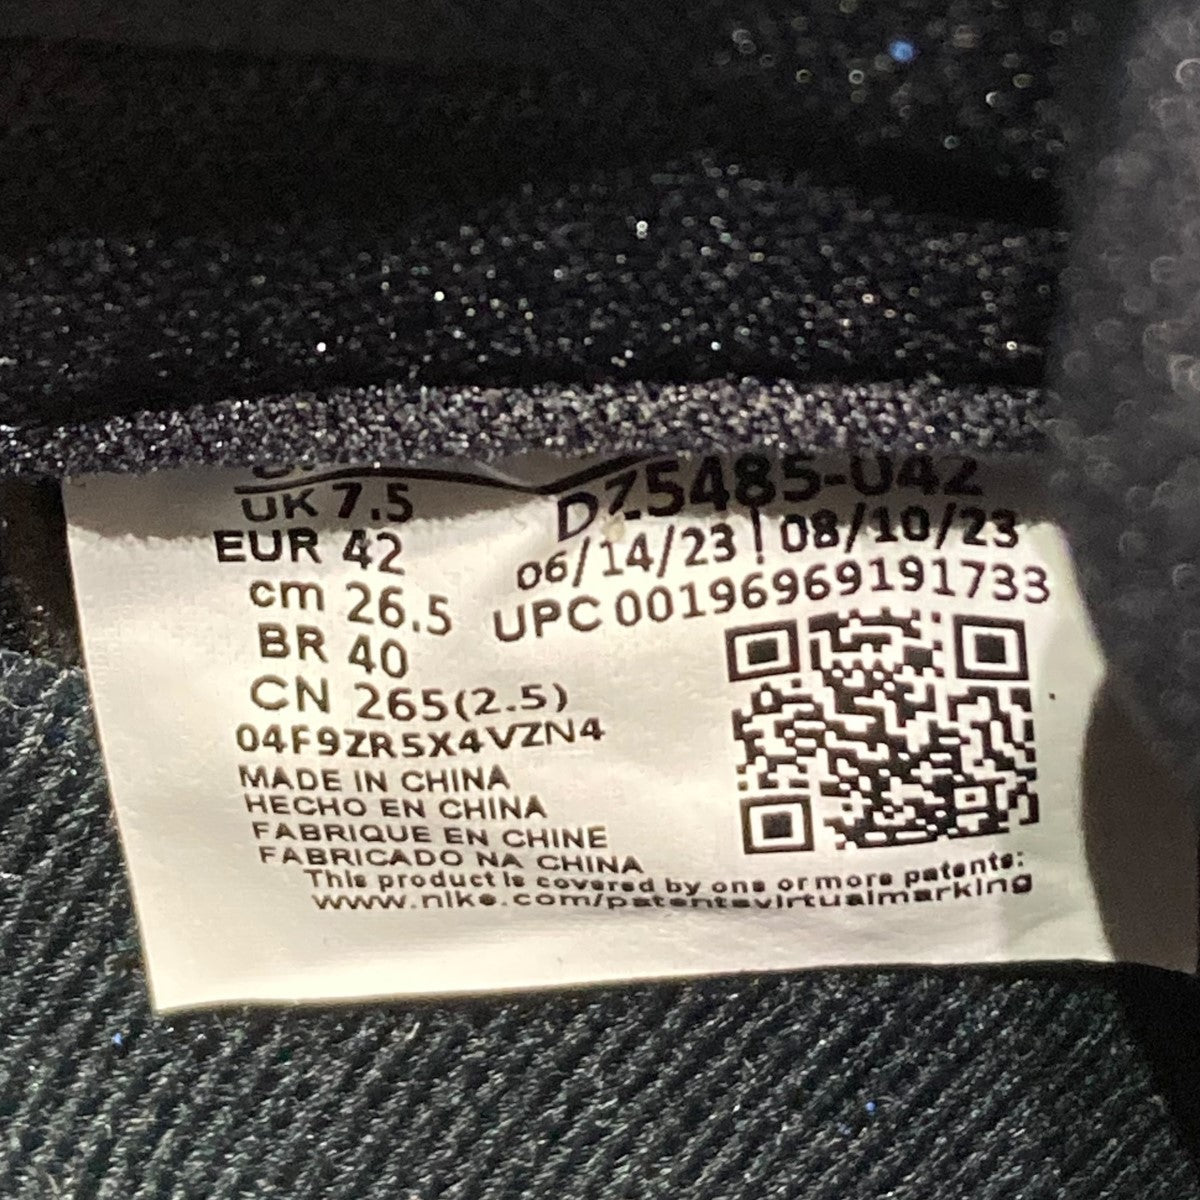 UK 7.5
EUR 42
cm 26.5
BR 40
CN 265(2.5)
04F9ZR5X4VZN4
MADE IN CHINA
HECHO EN CHINA
FABRIQUE EN CHINE
FABRICADO NA CHINA
DZ5485-042
06/14/23 | 08/10/23
UPC 00196969191733
This product is covered by one or more patents:
www.nike.com/patentsvirtualmarking